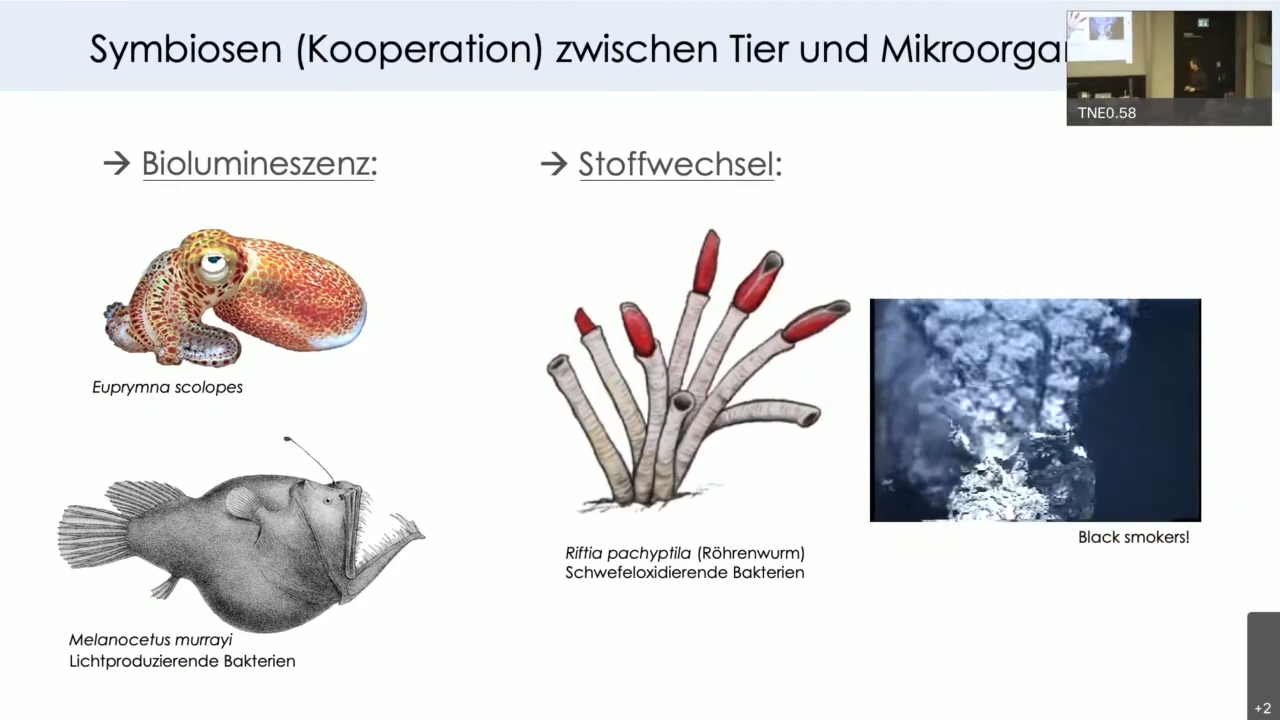 Symbiosen (Kooperation) zwischen Tier und Mikroorga
TNE0.58
→ Biolumineszenz:
→ Stoffwechsel:
Euprymna scolopes
Black smokers!
Riftia pachyptila (Röhrenwurm)
Schwefeloxidierende Bakterien
Melanocetus murrayi
Lichtproduzierende Bakterien
+2